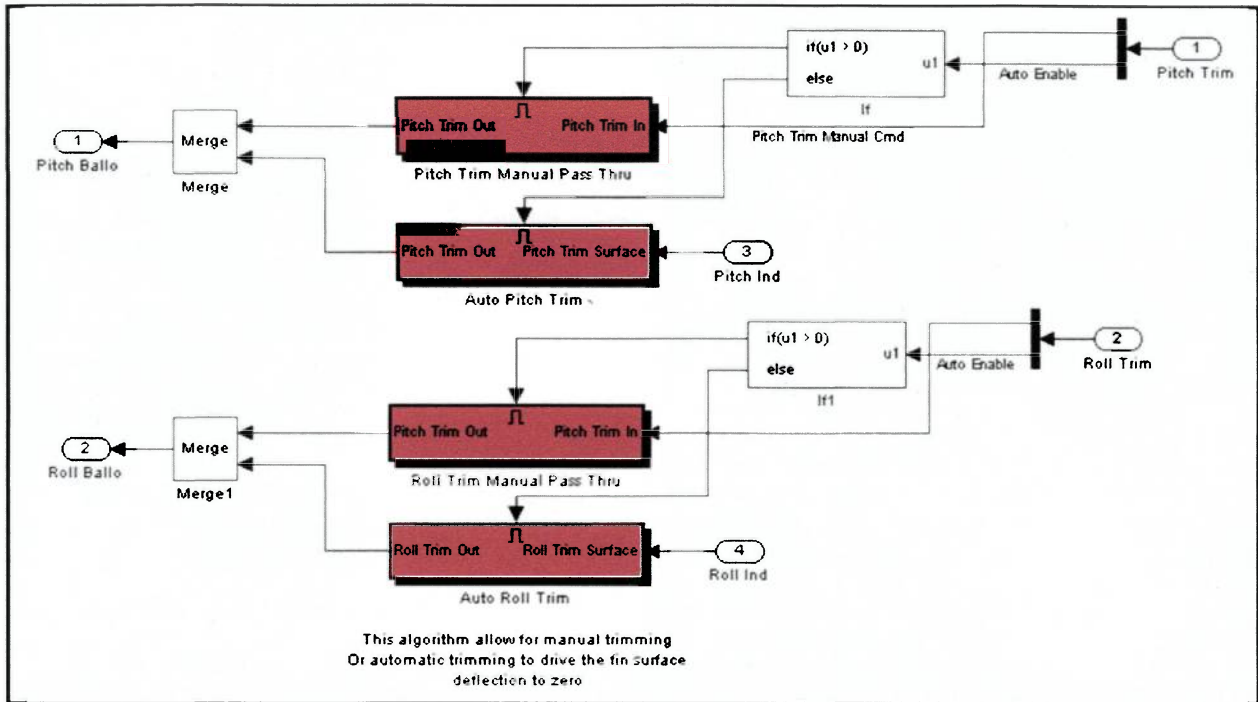 if(u1 > 0)
else
u1
If
Auto Enable
1
Pitch Trim
Pitch Trim Manual Cmd
Pitch Trim Out
Pitch Trim In
Pitch Trim Manual Pass Thru
1
Pitch Ballo
Merge
Merge
Pitch Trim Out
Pitch Trim Surface
Auto Pitch Trim
3
Pitch Ind
if(u1 > 0)
else
u1
If1
Auto Enable
2
Roll Trim
Pitch Trim Out
Pitch Trim In
Roll Trim Manual Pass Thru
2
Roll Ballo
Merge
Merge1
Roll Trim Out
Roll Trim Surface
Auto Roll Trim
4
Roll Ind
This algorithm allow for manual trimming
Or automatic trimming to drive the fin surface
deflection to zero